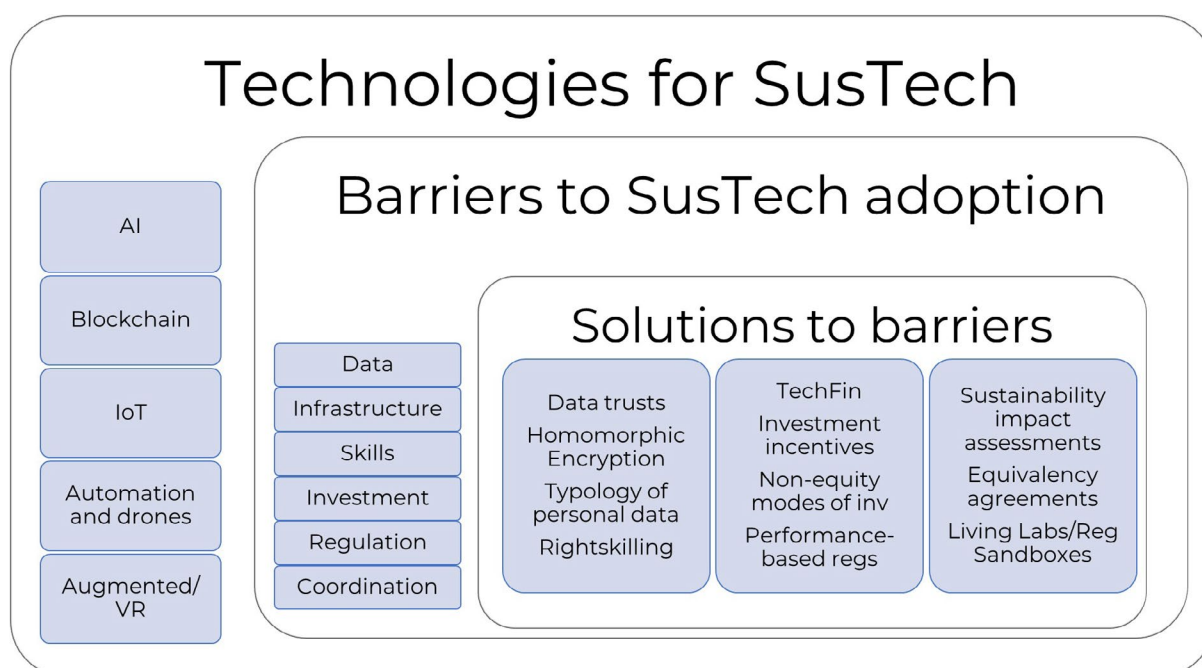 Technologies for SusTech
AI
Blockchain
IoT
Automation
and drones
Augmented/
VR
Barriers to SusTech adoption
Data
Infrastructure
Skills
Investment
Regulation
Coordination
Solutions to barriers
Data trusts
Homomorphic
Encryption
Typology of
personal data
Rightskilling
TechFin
Investment
incentives
Non-equity
modes of inv
Performance-
based regs
Sustainability
impact
assessments
Equivalency
agreements
Living Labs/Reg
Sandboxes